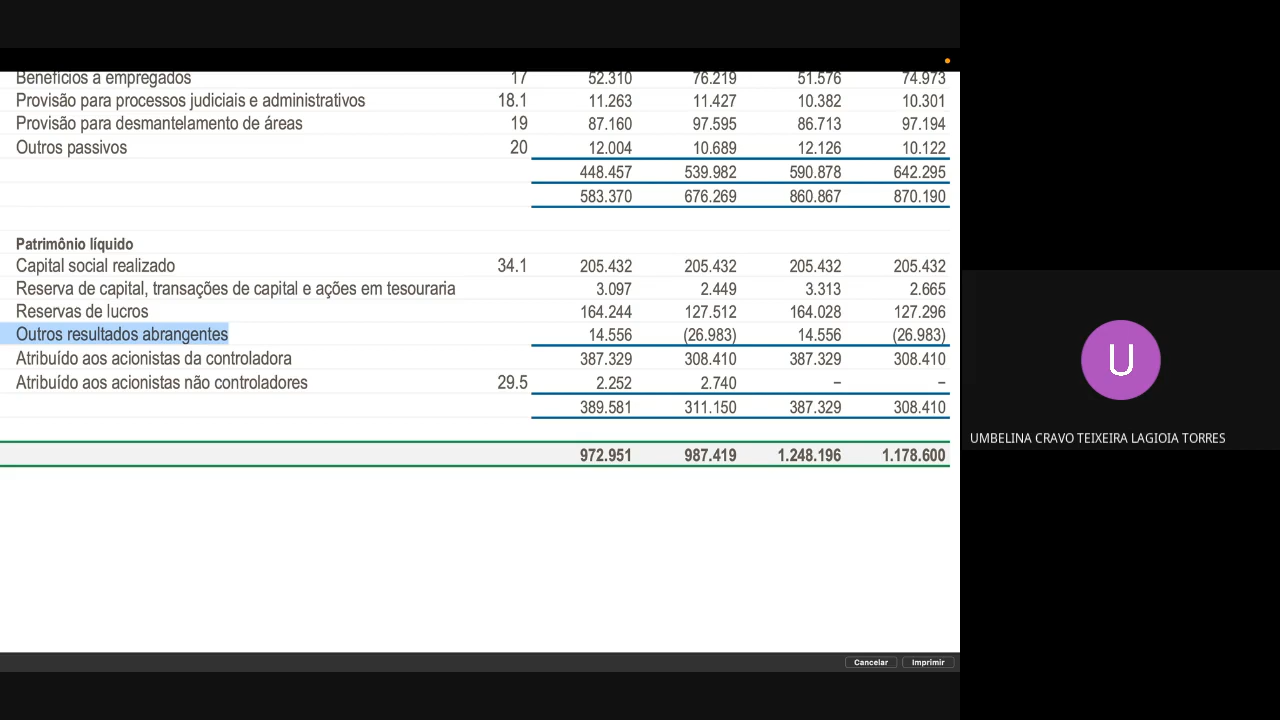 Benefícios a empregados 17 52.310 76.219 51.576 74.973
Provisão para processos judiciais e administrativos 18.1 11.263 11.427 10.382 10.301
Provisão para desmantelamento de áreas 19 87.160 97.595 86.713 97.194
Outros passivos 20 12.004 10.689 12.126 10.122
448.457 539.982 590.878 642.295
583.370 676.269 860.867 870.190
Patrimônio líquido
Capital social realizado 34.1 205.432 205.432 205.432 205.432
Reserva de capital, transações de capital e ações em tesouraria 3.097 2.449 3.313 2.665
Reservas de lucros 164.244 127.512 164.028 127.296
Outros resultados abrangentes 14.556 (26.983) 14.556 (26.983)
Atribuído aos acionistas da controladora 387.329 308.410 387.329 308.410
Atribuído aos acionistas não controladores 29.5 2.252 2.740 – –
389.581 311.150 387.329 308.410
972.951 987.419 1.248.196 1.178.600
U
UMBELINA CRAVO TEIXEIRA LAGIOIA TORRES
Cancelar Imprimir